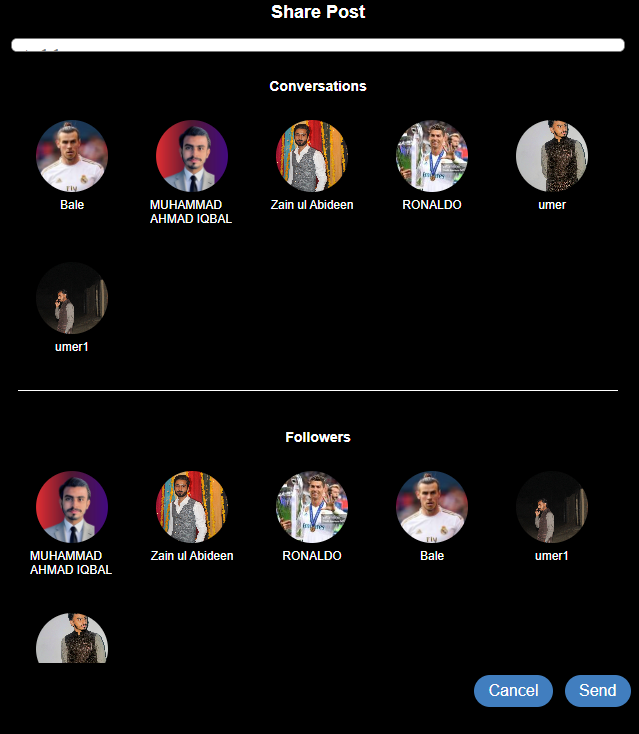 Share Post
Conversations
Bale
MUHAMMAD
AHMAD IQBAL
Zain ul Abideen
RONALDO
umer
umer1
Followers
MUHAMMAD
AHMAD IQBAL
Zain ul Abideen
RONALDO
Bale
umer1
Cancel
Send